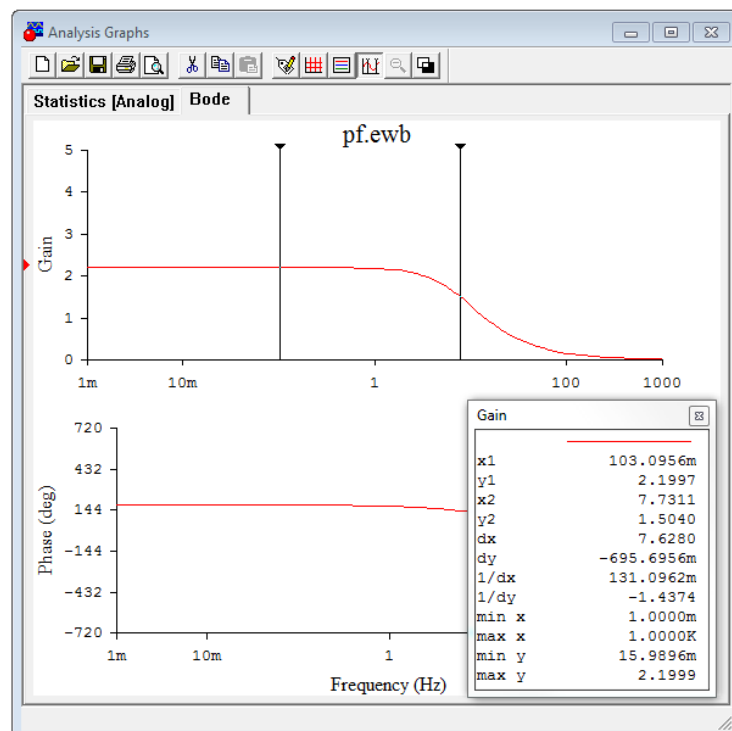 Analysis Graphs
Statistics [Analog] Bode
pf.ewb
Gain
5
4
3
2
1
0
1m 10m 1 100 1000
Phase (deg)
720
432
144
-144
-432
-720
1m 10m 1
Frequency (Hz)
Gain
x1 103.0956m
y1 2.1997
x2 7.7311
y2 1.5040
dx 7.6280
dy -695.6956m
1/dx 131.0962m
1/dy -1.4374
min x 1.0000m
max x 1.0000K
min y 15.9896m
max y 2.1999